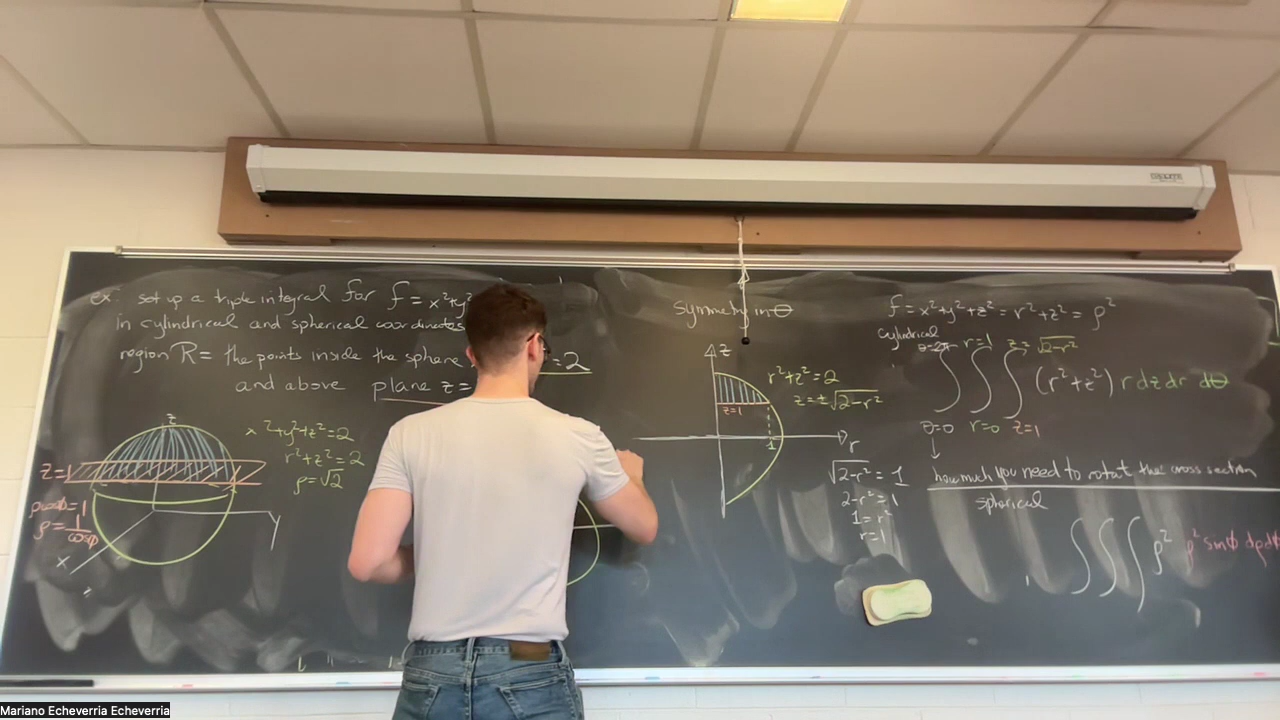 ex: set up a triple integral for f = x²+y²
in cylindrical and spherical coordinates
region R = the points inside the sphere = 2
and above plane z =
z
x²+y²+z²=2
r²+z²=2
ρ=√2
z=1
ρcosφ=1
ρ=1/cosφ
x
y
symmetry in θ
z
r²+z²=2
z=±√2-r²
z=1
1
r
√2-r² = 1
2-r²=1
1=r²
r=1
f = x²+y²+z² = r²+z² = ρ²
cylindrical
θ=2π r=1 z=√2-r²
∫∫∫ (r²+z²) r dz dr dθ
θ=0 r=0 z=1
↓
how much you need to rotat the cross section
spherical
∫∫∫ ρ² ρ² sinφ dρdφ
Mariano Echeverria Echeverria